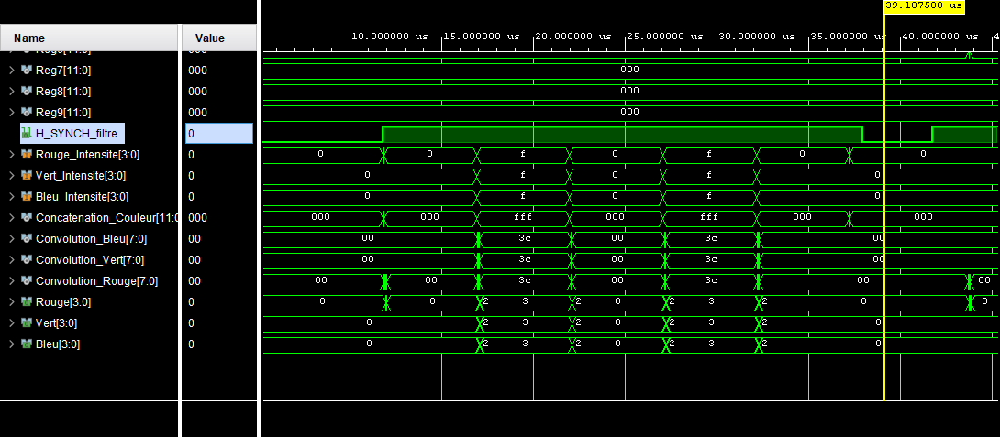 39.187500 us
Name Value
10.000000 us 15.000000 us 20.000000 us 25.000000 us 30.000000 us 35.000000 us 40.000000 us 4
Reg7[11:0] 000 000
Reg8[11:0] 000 000
Reg9[11:0] 000 000
H_SYNCH_filtre 0
Rouge_Intensite[3:0] 0 0 0 f 0 f 0 0
Vert_Intensite[3:0] 0 0 f 0 f 0
Bleu_Intensite[3:0] 0 0 f 0 f 0
Concatenation_Couleur[11:0 000 000 000 fff 000 fff 000 000
Convolution_Bleu[7:0] 00 00 3c 00 3c 00
Convolution_Vert[7:0] 00 00 3c 00 3c 00
Convolution_Rouge[7:0] 00 00 00 3c 00 3c 00 00
Rouge[3:0] 0 0 0 2 3 2 0 2 3 2 0 0
Vert[3:0] 0 0 2 3 2 0 2 3 2 0
Bleu[3:0] 0 0 2 3 2 0 2 3 2 0